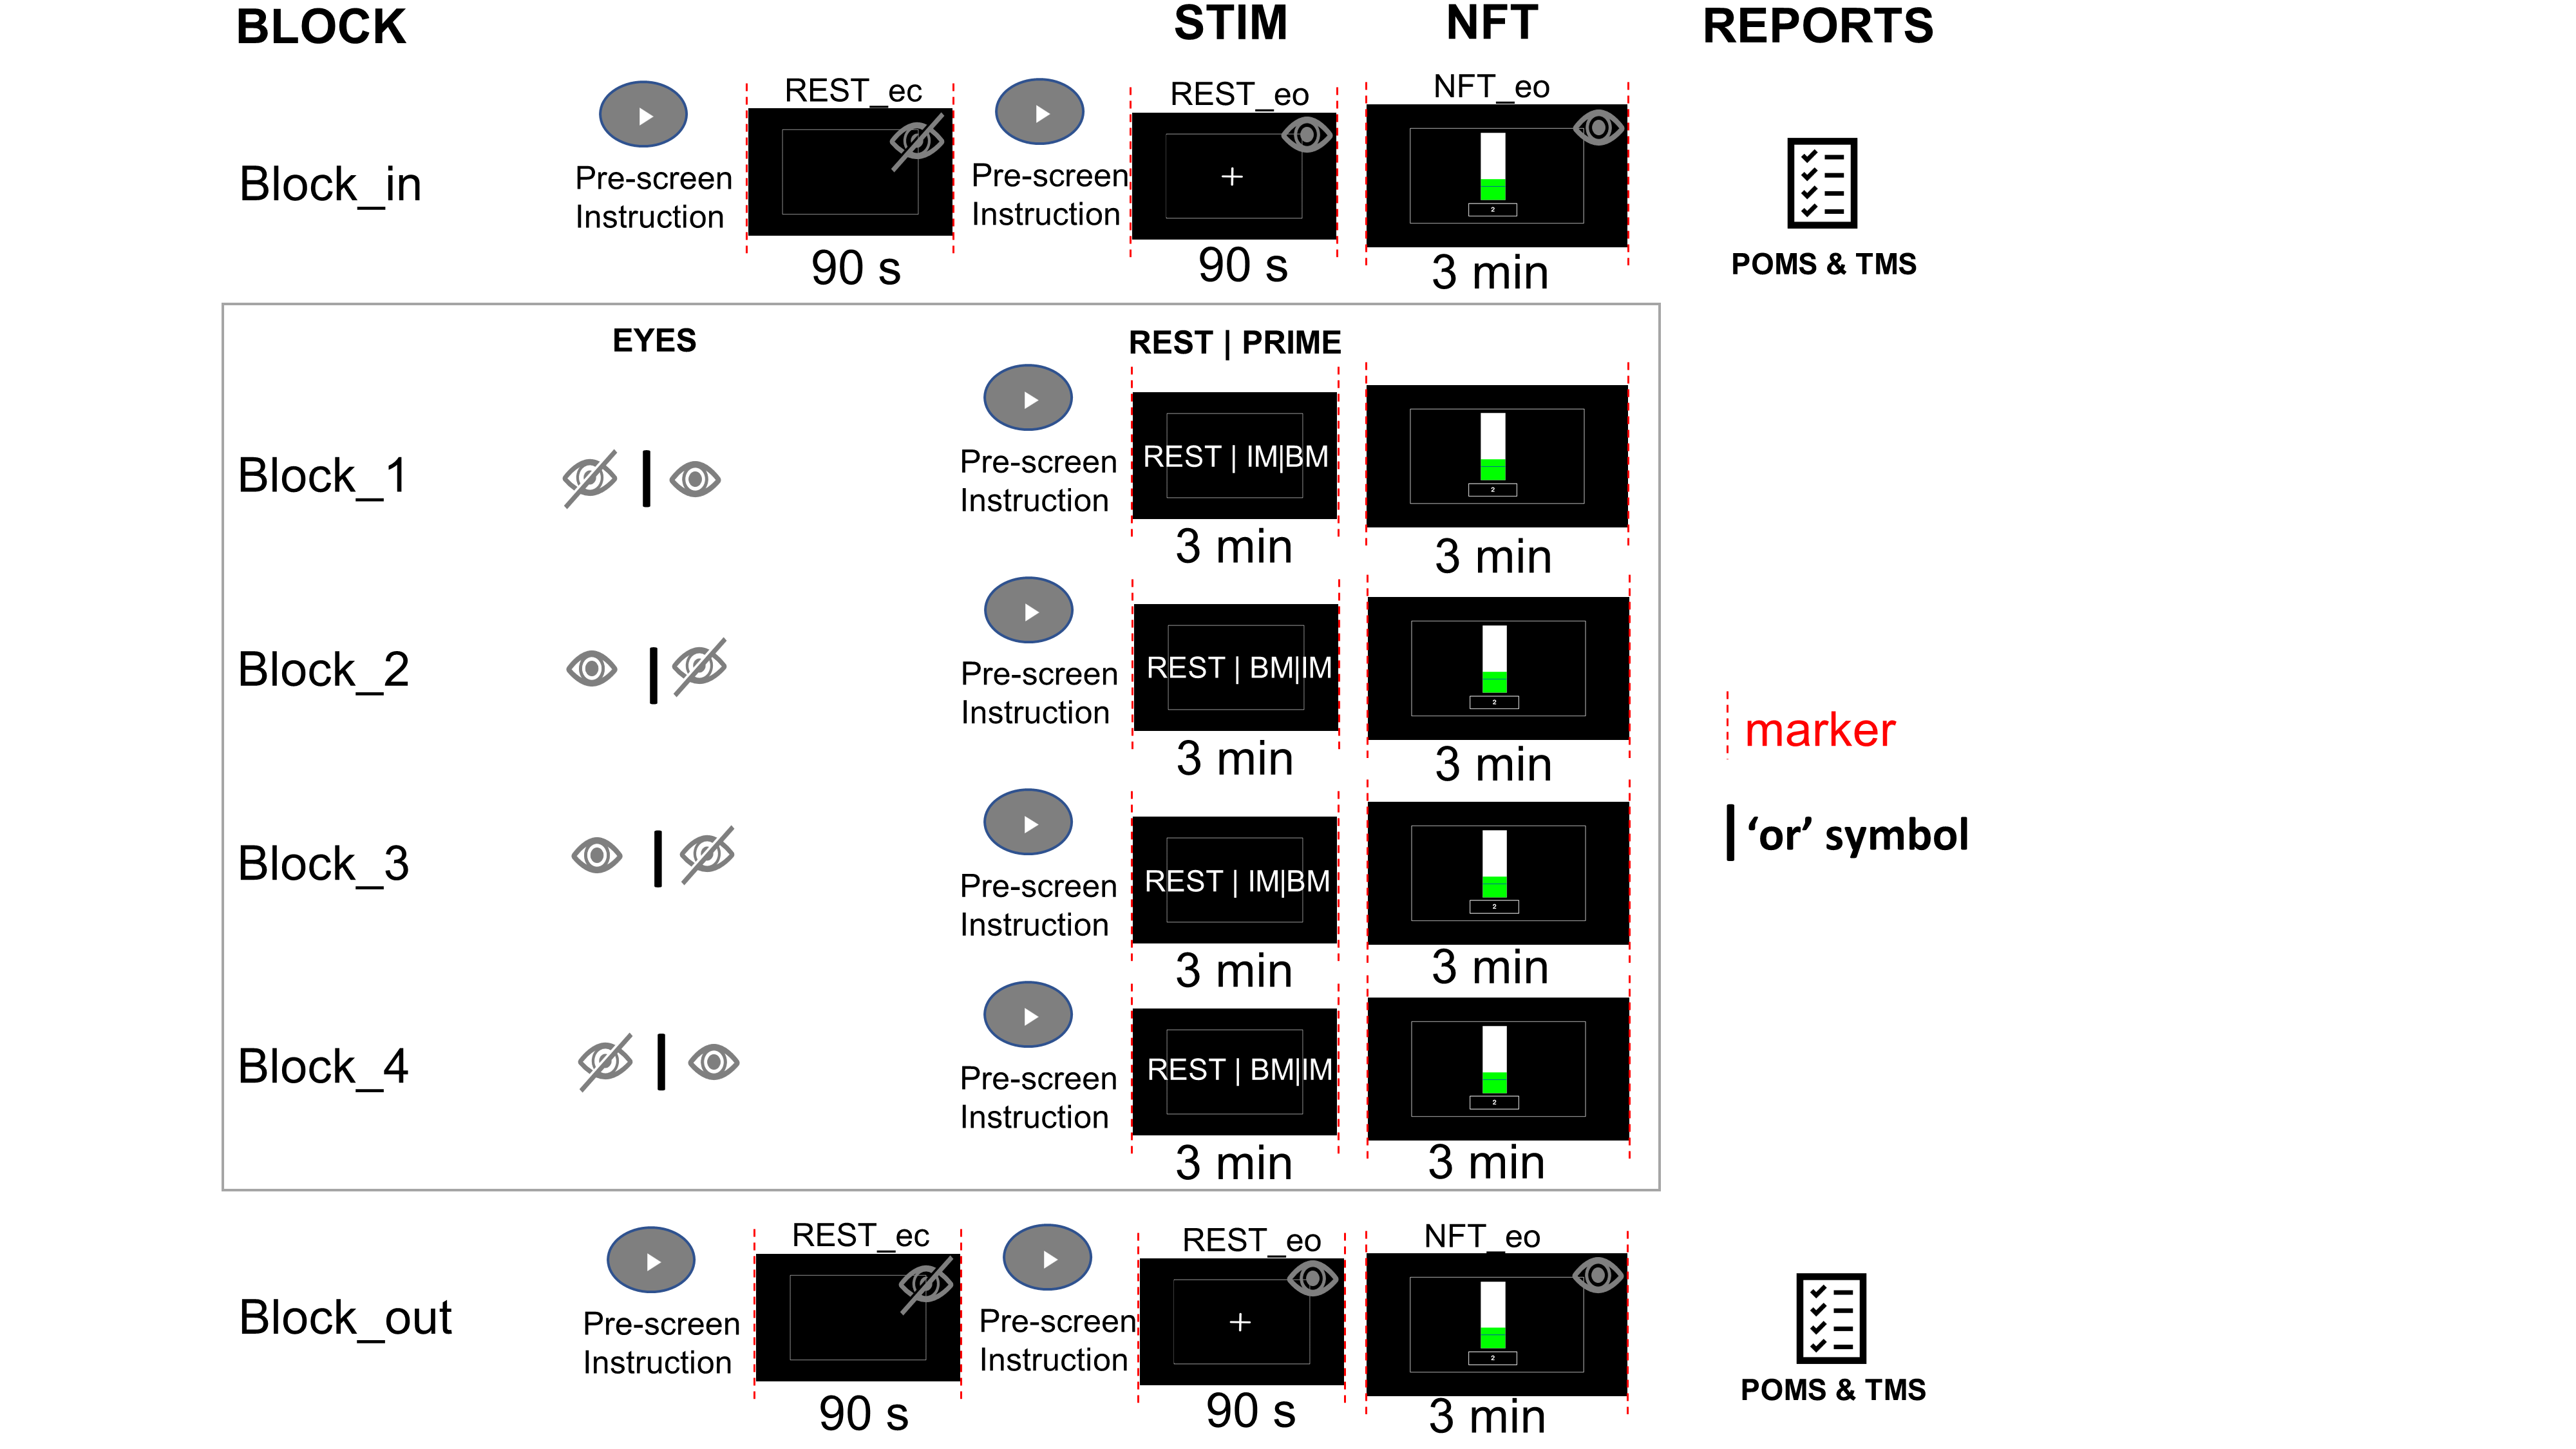 BLOCK
STIM
NFT
REPORTS
Block_in
Pre-screen
Instruction
REST_ec
90 s
Pre-screen
Instruction
REST_eo
90 s
NFT_eo
2
3 min
POMS & TMS
EYES
REST | PRIME
Block_1
Pre-screen
Instruction
REST | IM|BM
3 min
2
3 min
Block_2
Pre-screen
Instruction
REST | BM|IM
3 min
2
3 min
Block_3
Pre-screen
Instruction
REST | IM|BM
3 min
2
3 min
Block_4
Pre-screen
Instruction
REST | BM|IM
3 min
2
3 min
marker
‘or’ symbol
Block_out
Pre-screen
Instruction
REST_ec
90 s
Pre-screen
Instruction
REST_eo
90 s
NFT_eo
2
3 min
POMS & TMS